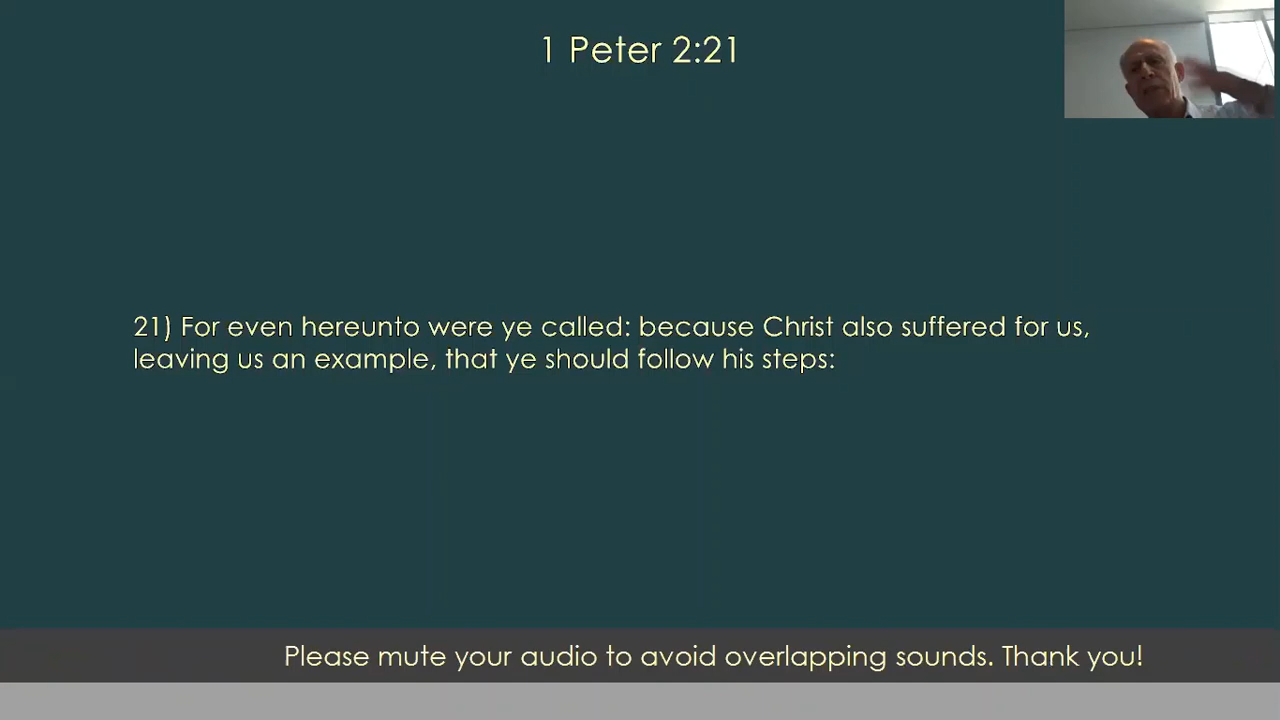 1 Peter 2:21
21) For even hereunto were ye called: because Christ also suffered for us,
leaving us an example, that ye should follow his steps:
Please mute your audio to avoid overlapping sounds. Thank you!